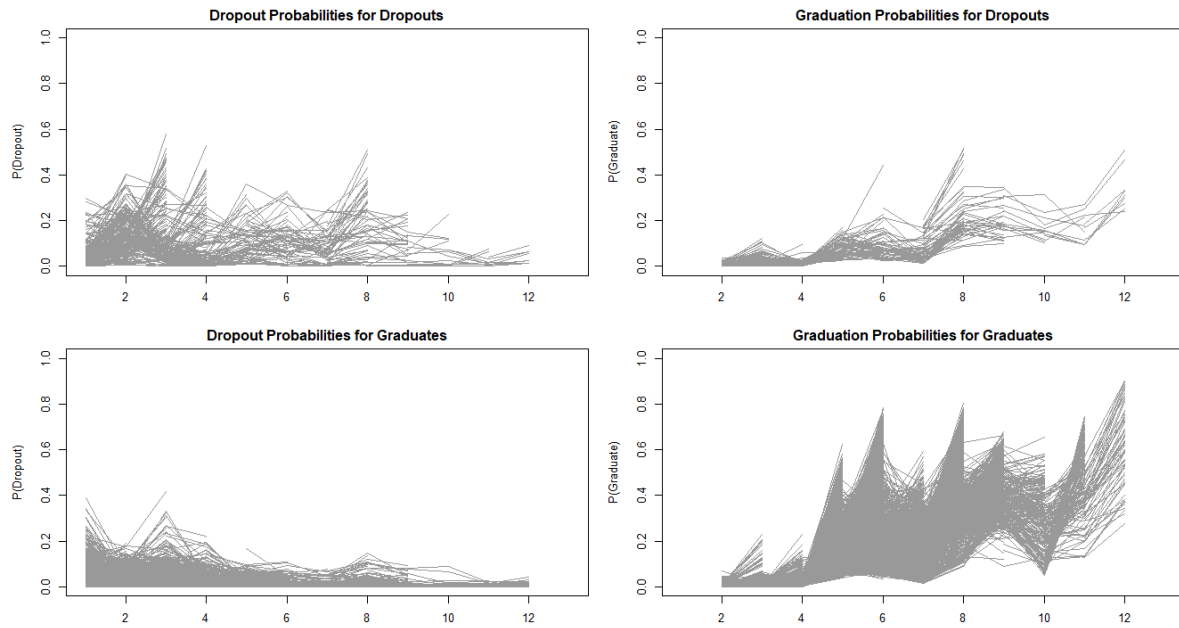 Dropout Probabilities for Dropouts
P(Dropout)
0.0 0.2 0.4 0.6 0.8 1.0
2 4 6 8 10 12
Graduation Probabilities for Dropouts
P(Graduate)
0.0 0.2 0.4 0.6 0.8 1.0
2 4 6 8 10 12
Dropout Probabilities for Graduates
P(Dropout)
0.0 0.2 0.4 0.6 0.8 1.0
2 4 6 8 10 12
Graduation Probabilities for Graduates
P(Graduate)
0.0 0.2 0.4 0.6 0.8 1.0
2 4 6 8 10 12